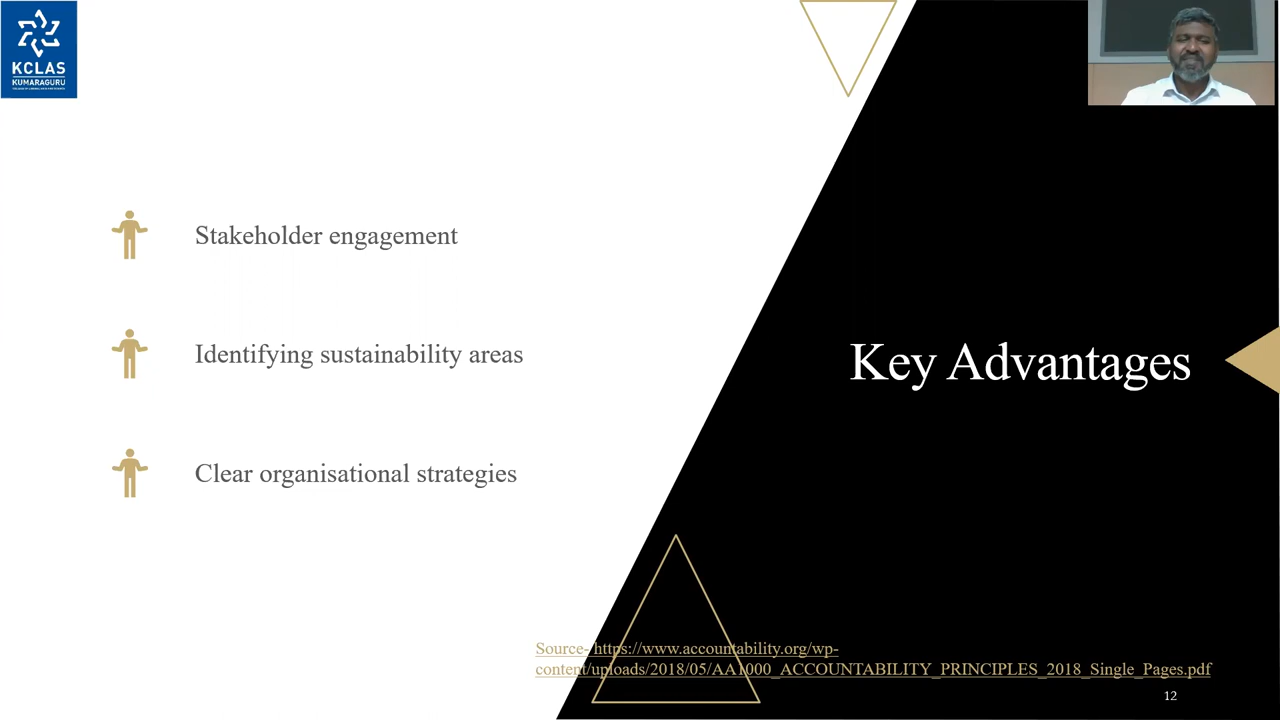 KCLAS
KUMARAGURU
Stakeholder engagement
Identifying sustainability areas
Clear organisational strategies
Key Advantages
Source- https://www.accountability.org/wp-
content/uploads/2018/05/AA1000_ACCOUNTABILITY_PRINCIPLES_2018_Single_Pages.pdf
12